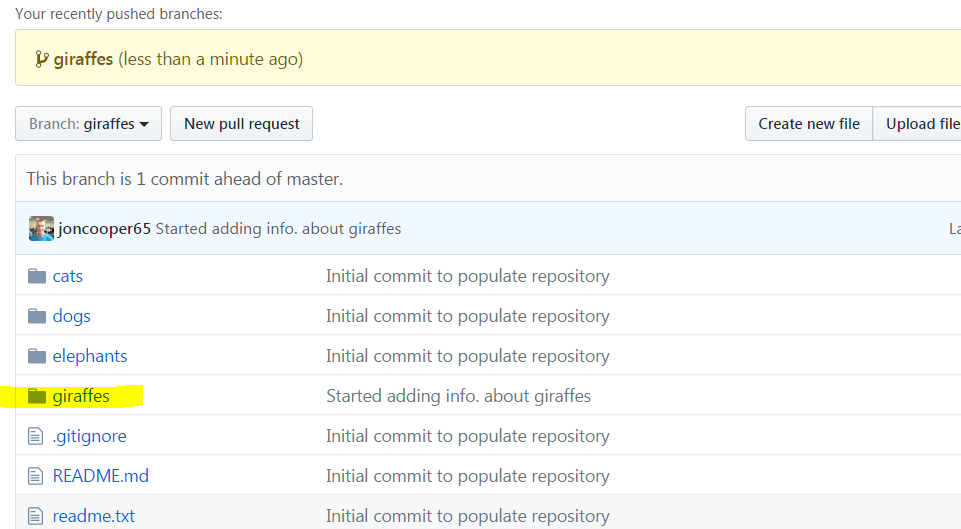 Your recently pushed branches:
giraffes (less than a minute ago)
Branch: giraffes New pull request Create new file Upload file
This branch is 1 commit ahead of master.
joncooper65 Started adding info. about giraffes
cats Initial commit to populate repository
dogs Initial commit to populate repository
elephants Initial commit to populate repository
giraffes Started adding info. about giraffes
.gitignore Initial commit to populate repository
README.md Initial commit to populate repository
readme.txt Initial commit to populate repository